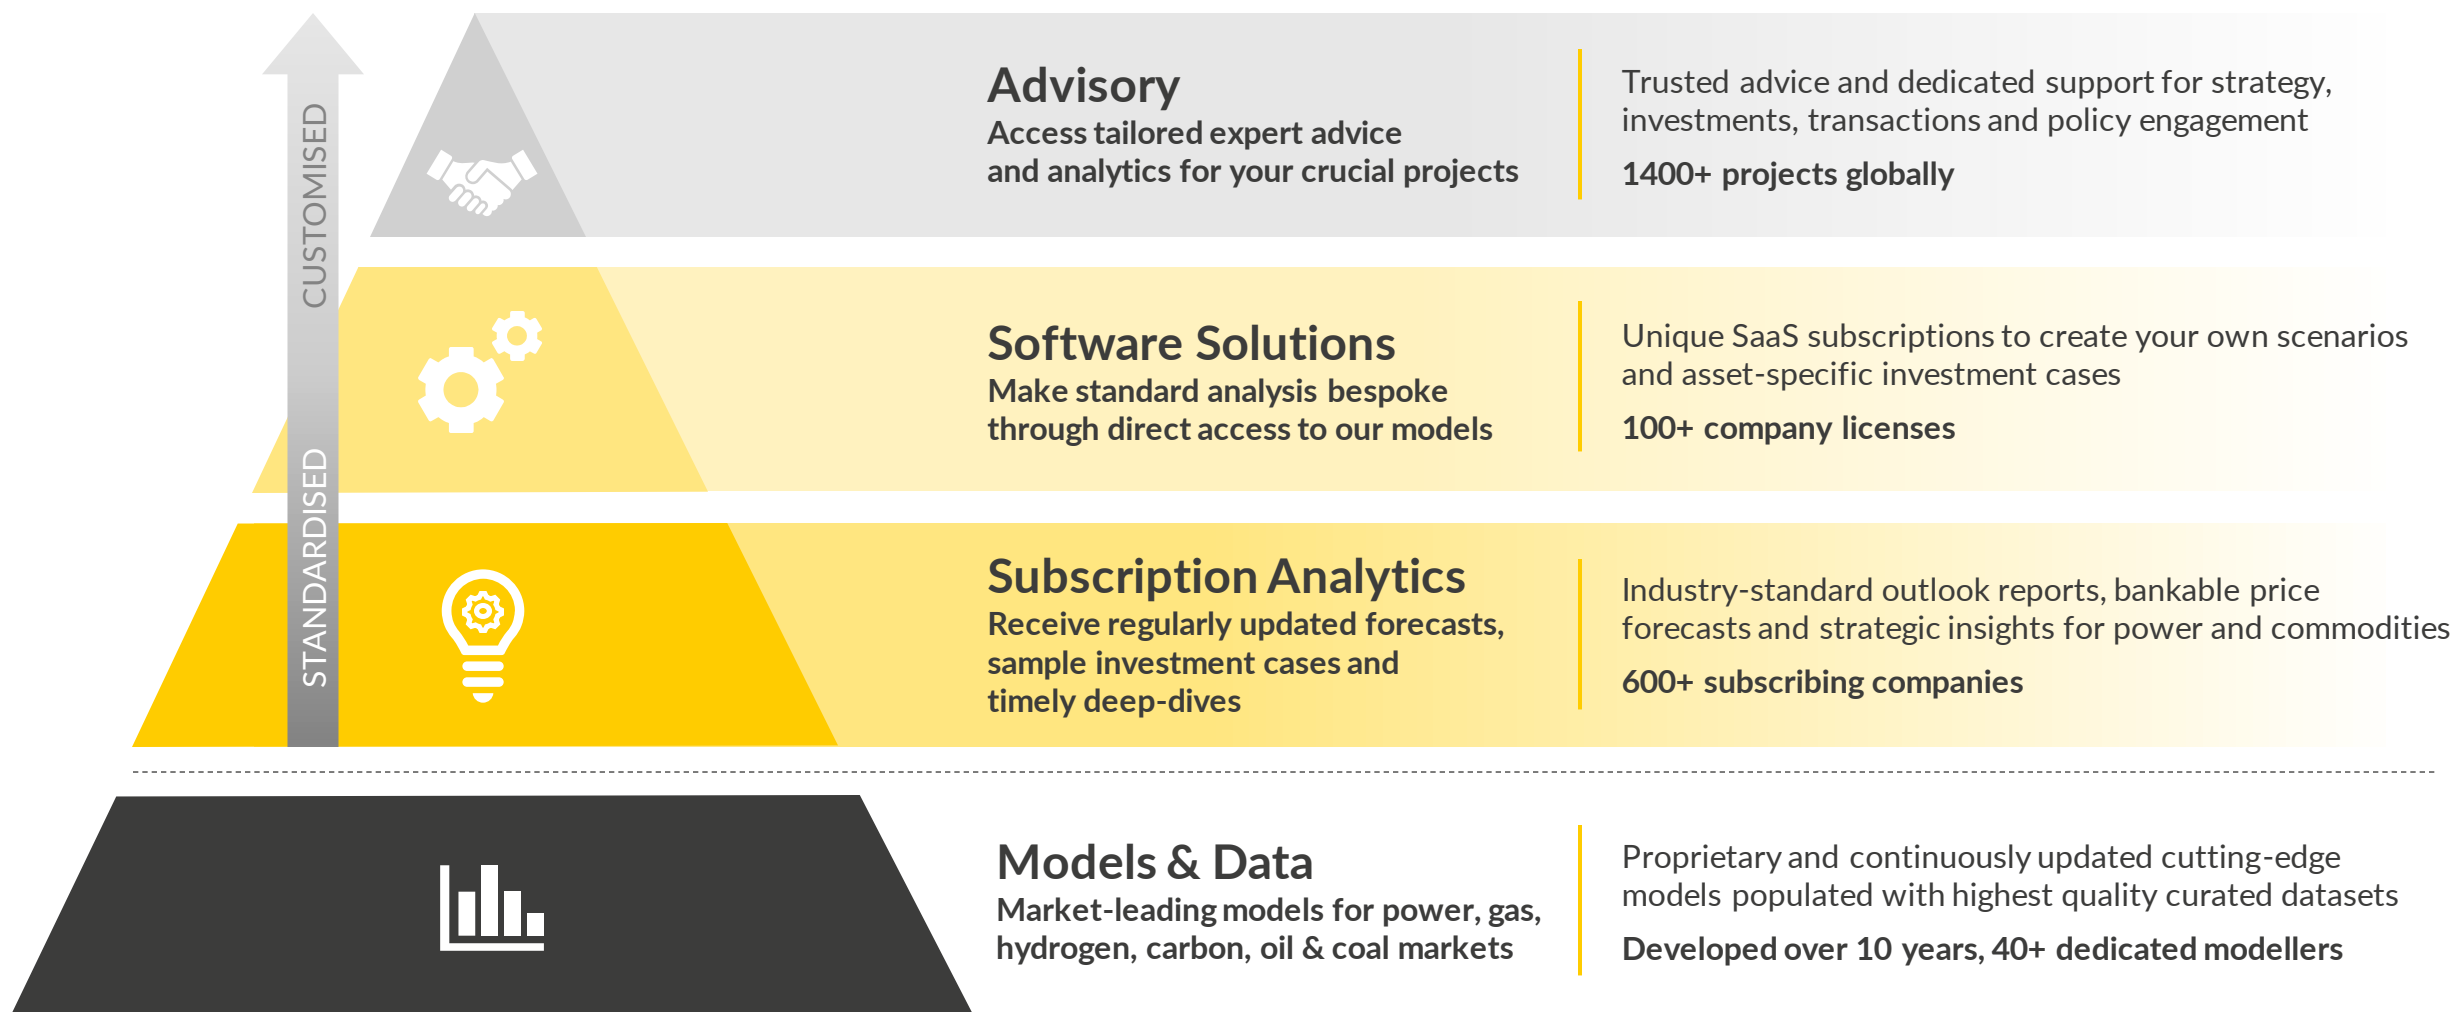 CUSTOMISED
STANDARDISED
Advisory
Access tailored expert advice
and analytics for your crucial projects
Trusted advice and dedicated support for strategy,
investments, transactions and policy engagement
1400+ projects globally
Software Solutions
Make standard analysis bespoke
through direct access to our models
Unique SaaS subscriptions to create your own scenarios
and asset-specific investment cases
100+ company licenses
Subscription Analytics
Receive regularly updated forecasts,
sample investment cases and
timely deep-dives
Industry-standard outlook reports, bankable price
forecasts and strategic insights for power and commodities
600+ subscribing companies
Models & Data
Market-leading models for power, gas,
hydrogen, carbon, oil & coal markets
Proprietary and continuously updated cutting-edge
models populated with highest quality curated datasets
Developed over 10 years, 40+ dedicated modellers